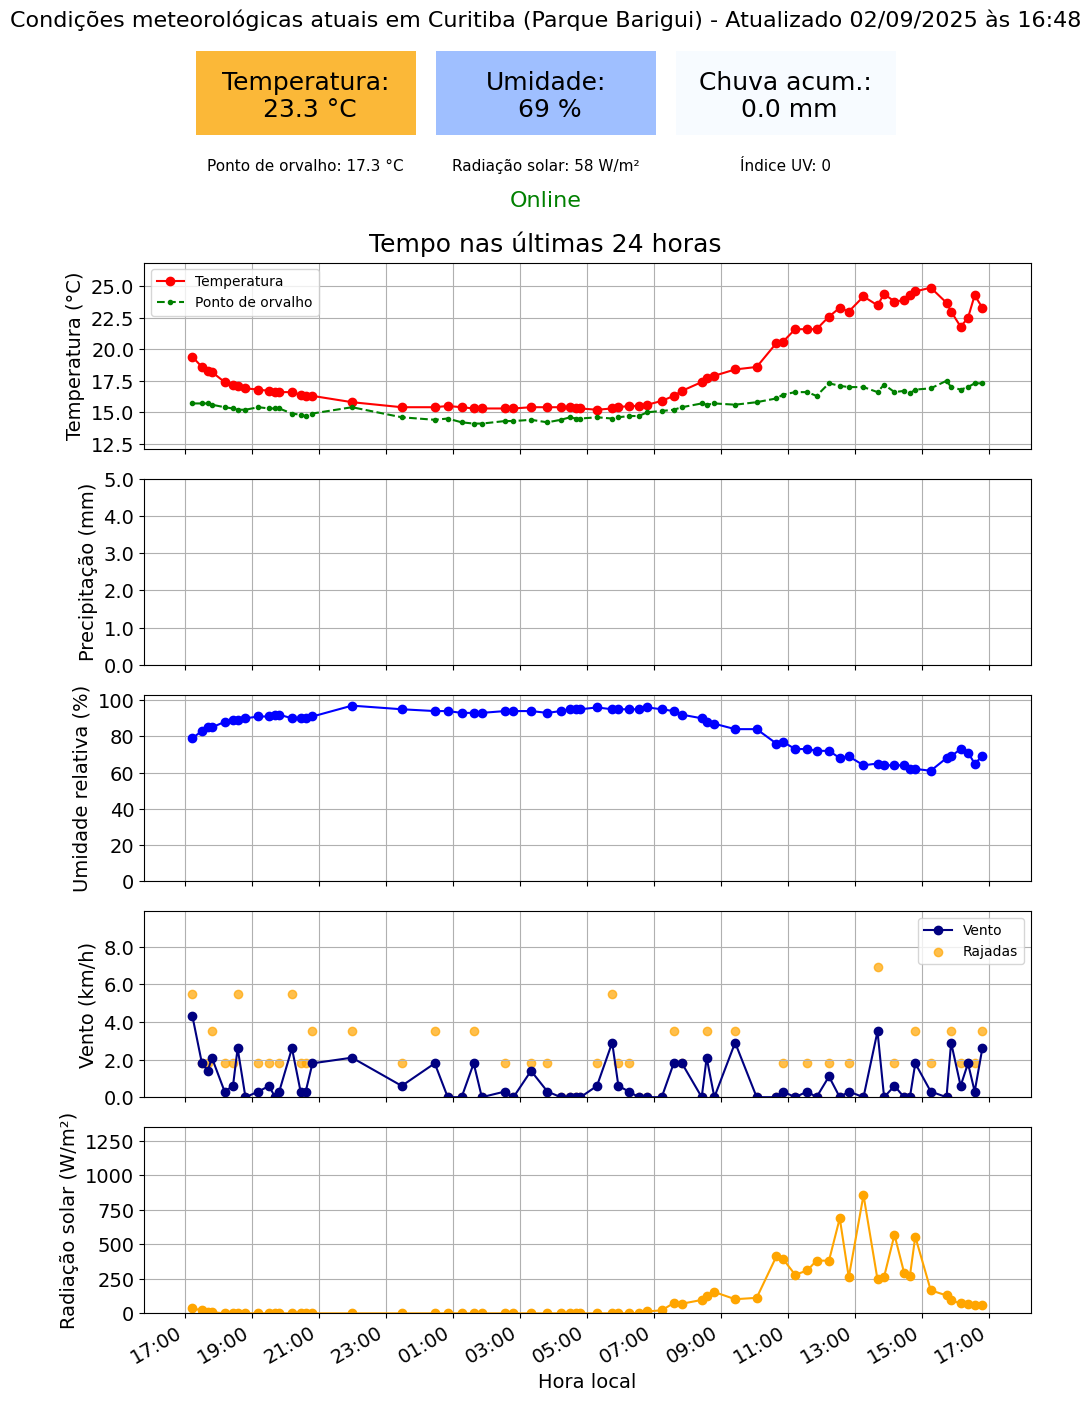 Condições meteorológicas atuais em Curitiba (Parque Barigui) - Atualizado 02/09/2025 às 16:48
Temperatura:
23.3 °C
Umidade:
69 %
Chuva acum.:
0.0 mm
Ponto de orvalho: 17.3 °C
Radiação solar: 58 W/m²
Índice UV: 0
Online
Tempo nas últimas 24 horas
Temperatura (°C)
25.0
22.5
20.0
17.5
15.0
12.5
Temperatura
Ponto de orvalho
Precipitação (mm)
5.0
4.0
3.0
2.0
1.0
0.0
Umidade relativa (%)
100
80
60
40
20
0
Vento (km/h)
8.0
6.0
4.0
2.0
0.0
Vento
Rajadas
Radiação solar (W/m²)
1250
1000
750
500
250
0
17:00
19:00
21:00
23:00
01:00
03:00
05:00
07:00
09:00
11:00
13:00
15:00
17:00
Hora local